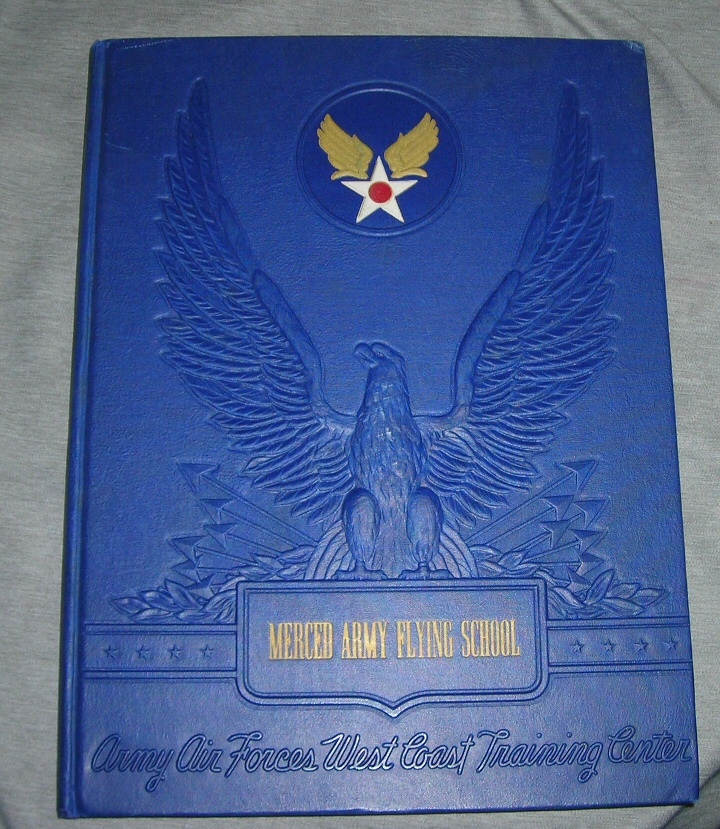 MERCED ARMY FLYING SCHOOL
Army Air Forces West Coast Training Center